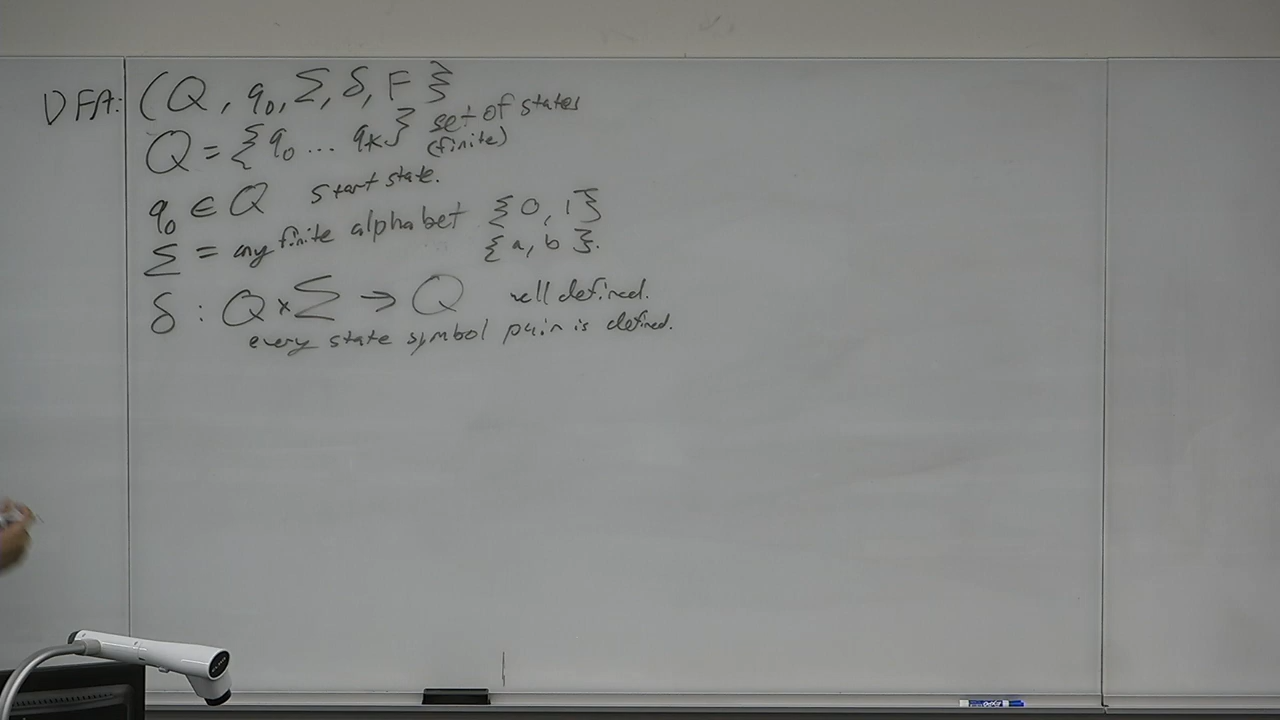 DFA: (Q, q₀, Σ, δ, F}
Q = {q₀ ... qₖ} set of states
(finite)
q₀ ∈ Q start state.
Σ = any finite alphabet {0, 1}
{a, b}.
δ : Q × Σ → Q well defined.
every state symbol pair is defined.